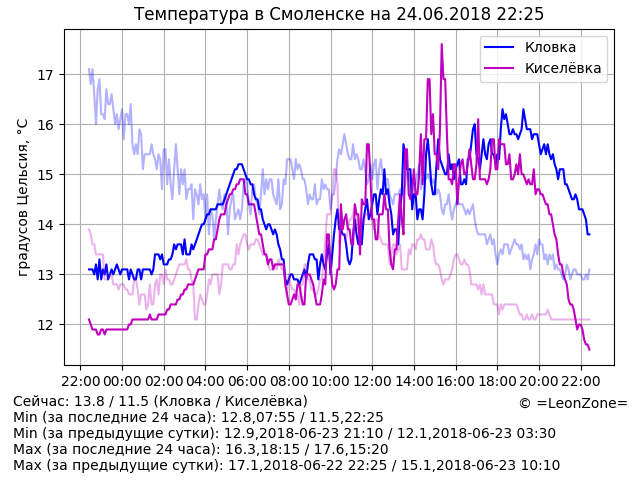 Температура в Смоленске на 24.06.2018 22:25
Кловка
Киселёвка
градусов Цельсия, °C
17
16
15
14
13
12
22:00 00:00 02:00 04:00 06:00 08:00 10:00 12:00 14:00 16:00 18:00 20:00 22:00
Сейчас: 13.8 / 11.5 (Кловка / Киселёвка)
© =LeonZone=
Min (за последние 24 часа): 12.8,07:55 / 11.5,22:25
Min (за предыдущие сутки): 12.9,2018-06-23 21:10 / 12.1,2018-06-23 03:30
Max (за последние 24 часа): 16.3,18:15 / 17.6,15:20
Max (за предыдущие сутки): 17.1,2018-06-22 22:25 / 15.1,2018-06-23 10:10